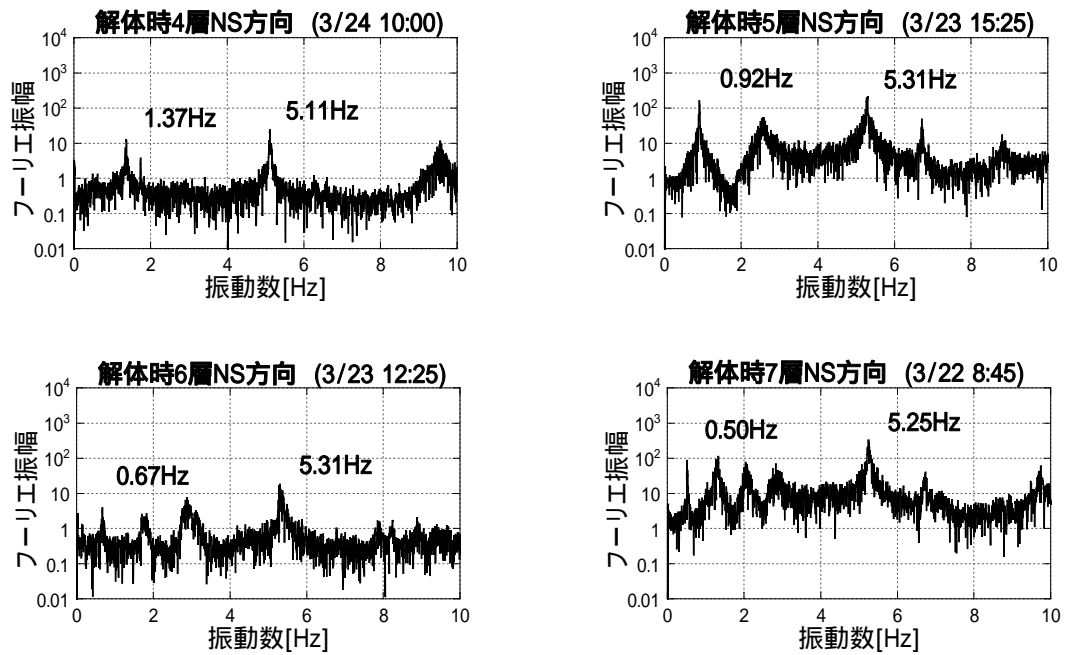 解体時4層NS方向 (3/24 10:00)
フーリエ振幅
10⁴
10³
10²
10
1
0.1
0.01
1.37Hz
5.11Hz
0 2 4 6 8 10
振動数[Hz]
解体時5層NS方向 (3/23 15:25)
フーリエ振幅
10⁴
10³
10²
10
1
0.1
0.01
0.92Hz
5.31Hz
0 2 4 6 8 10
振動数[Hz]
解体時6層NS方向 (3/23 12:25)
フーリエ振幅
10⁴
10³
10²
10
1
0.1
0.01
0.67Hz
5.31Hz
0 2 4 6 8 10
振動数[Hz]
解体時7層NS方向 (3/22 8:45)
フーリエ振幅
10⁴
10³
10²
10
1
0.1
0.01
0.50Hz
5.25Hz
0 2 4 6 8 10
振動数[Hz]